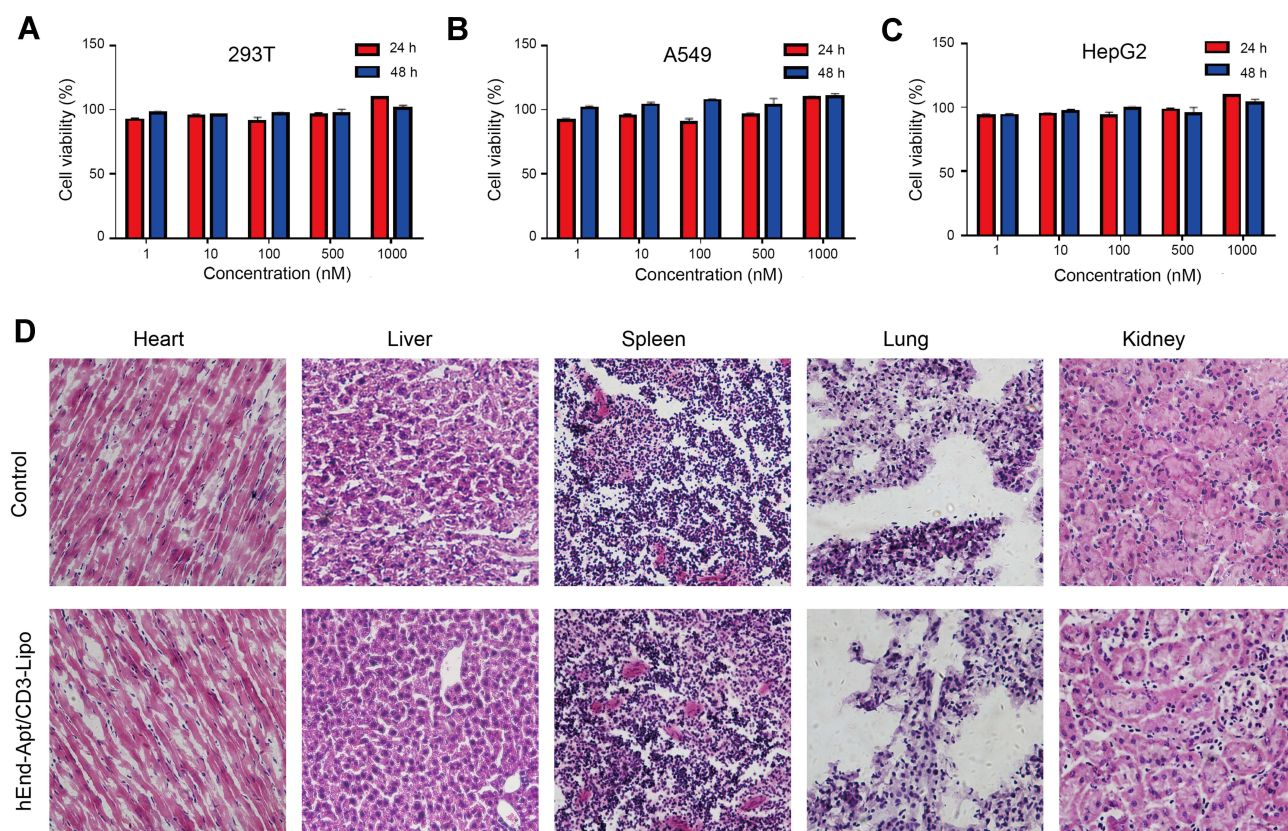 A
293T
24 h
48 h
Cell viability (%)
150
100
50
0
1 10 100 500 1000
Concentration (nM)
B
A549
24 h
48 h
Cell viability (%)
150
100
50
0
1 10 100 500 1000
Concentration (nM)
C
HepG2
24 h
48 h
Cell viability (%)
150
100
50
0
1 10 100 500 1000
Concentration (nM)
D
Heart Liver Spleen Lung Kidney
Control
hEnd-Apt/CD3-Lipo